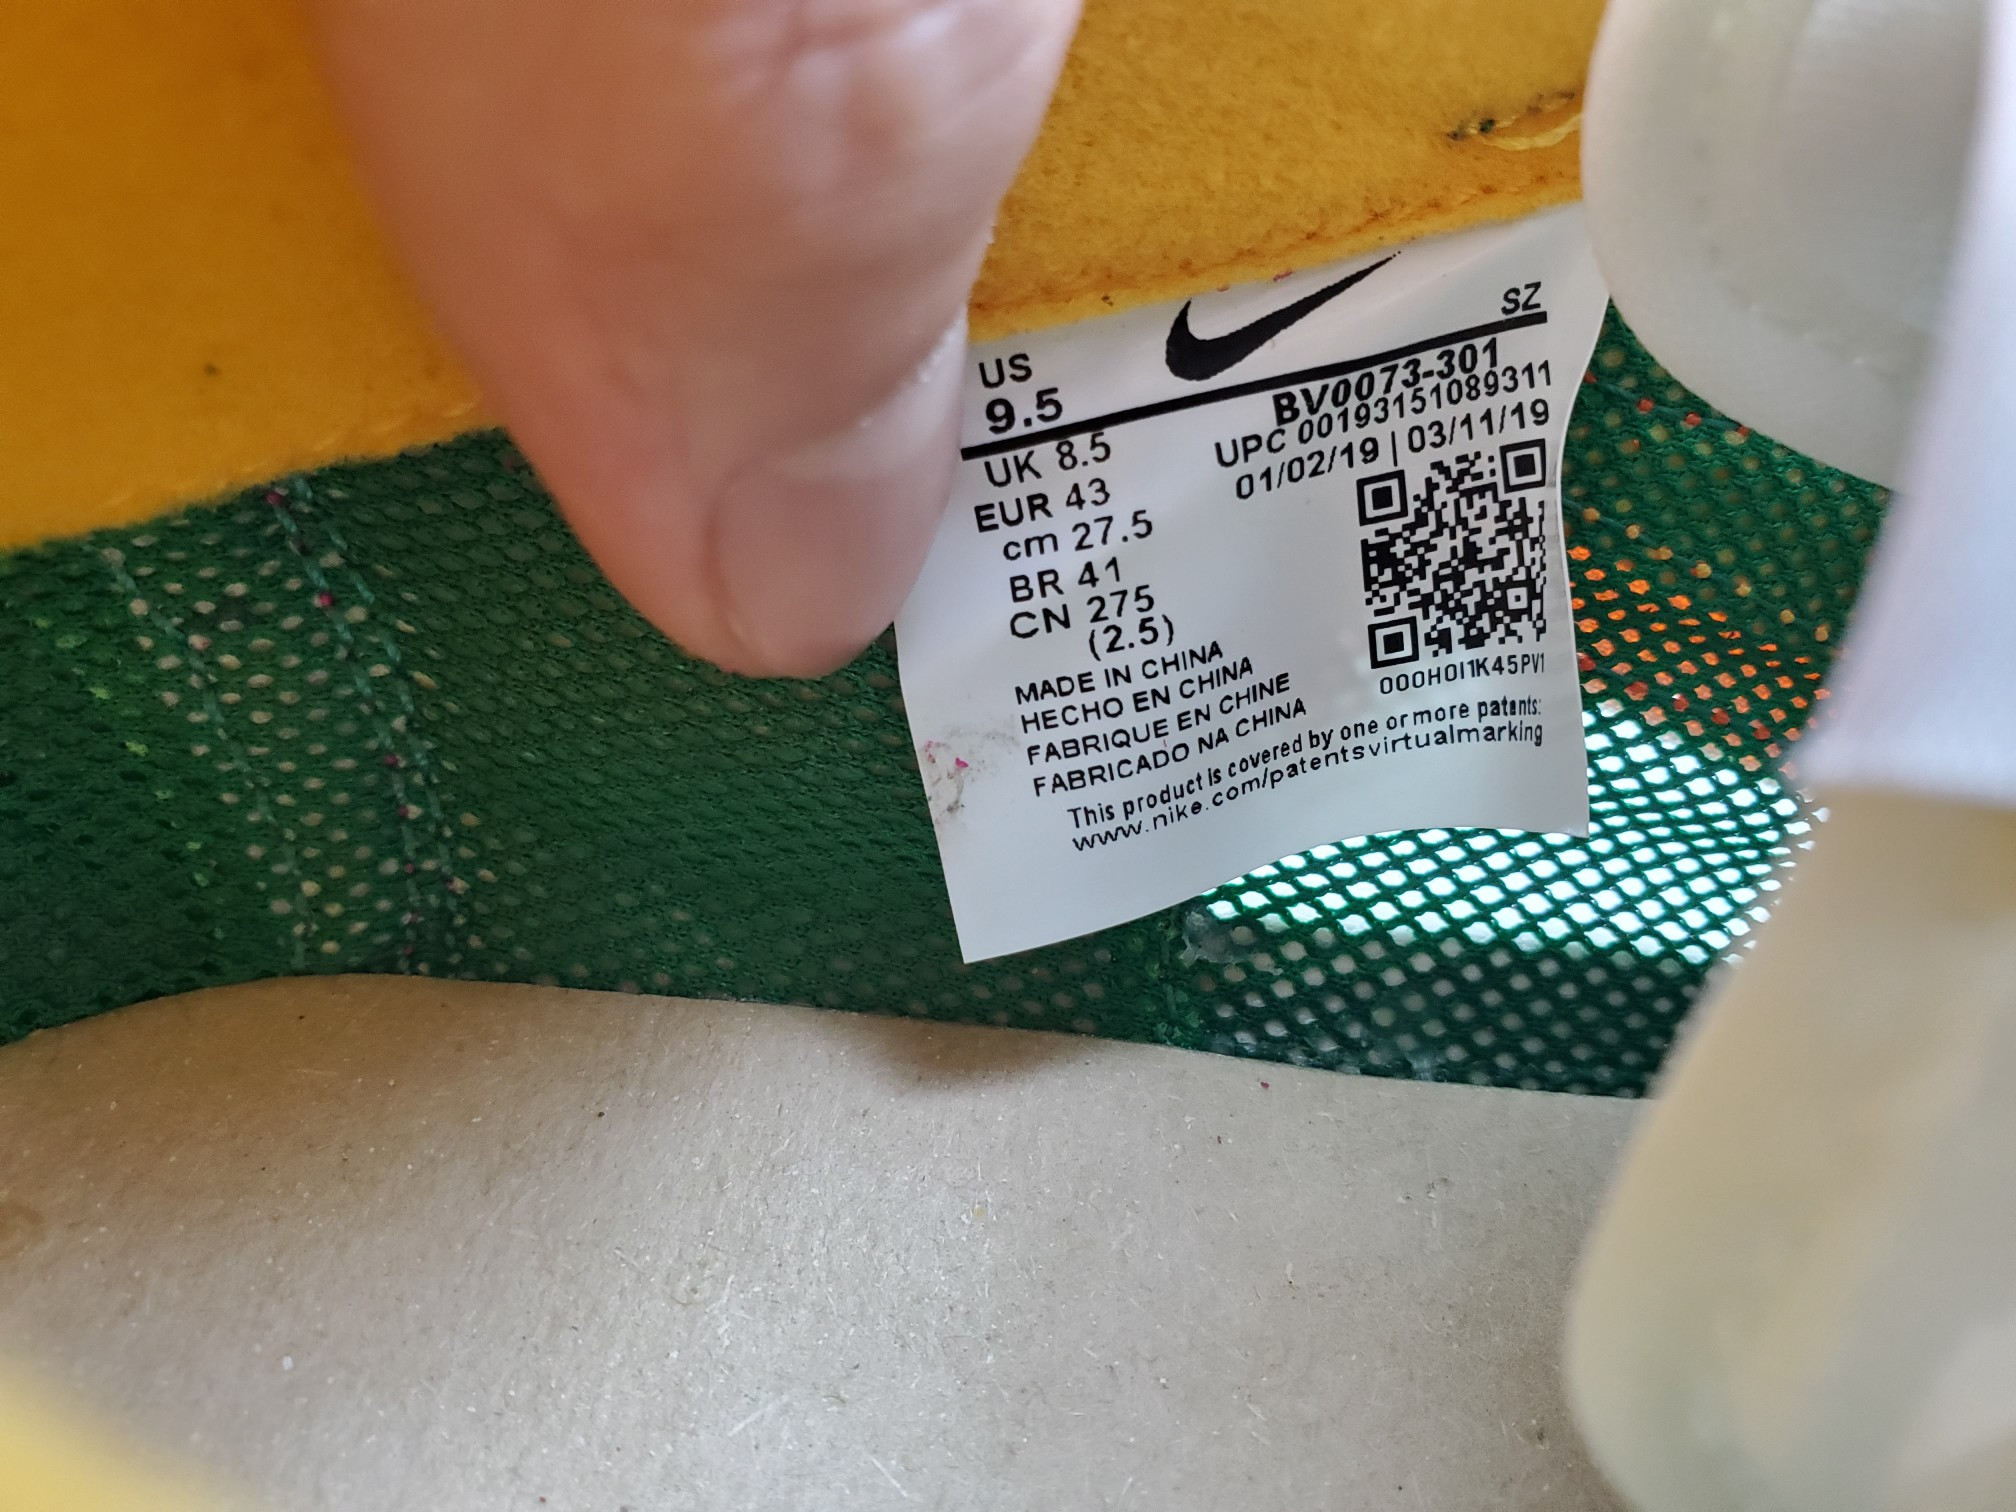 US
9.5
SZ
BV0073-301
UPC 00193151089311
01/02/19 | 03/11/19
UK 8.5
EUR 43
cm 27.5
BR 41
CN 275
(2.5)
MADE IN CHINA
HECHO EN CHINA
FABRIQUE EN CHINE
FABRICADO NA CHINA
000H0I1K45PV1
This product is covered by one or more patents:
www.nike.com/patentsvirtualmarking